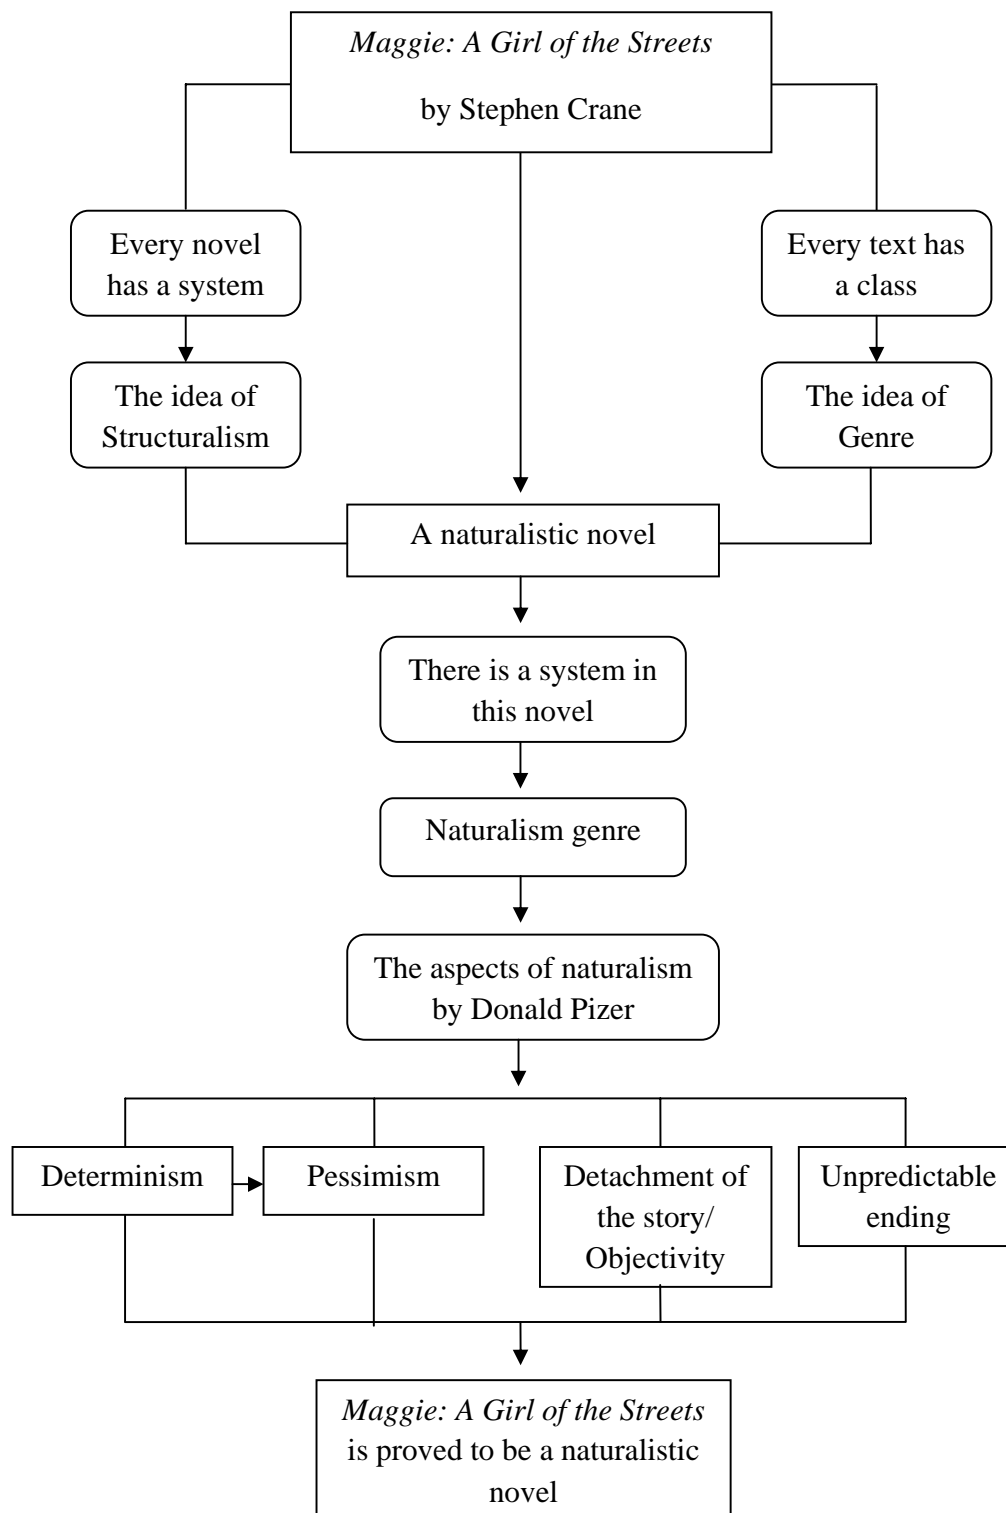 Maggie: A Girl of the Streets
by Stephen Crane
Every novel
has a system
Every text has
a class
The idea of
Structuralism
The idea of
Genre
A naturalistic novel
There is a system in
this novel
Naturalism genre
The aspects of naturalism
by Donald Pizer
Determinism
Pessimism
Detachment of
the story/
Objectivity
Unpredictable
ending
Maggie: A Girl of the Streets
is proved to be a naturalistic
novel